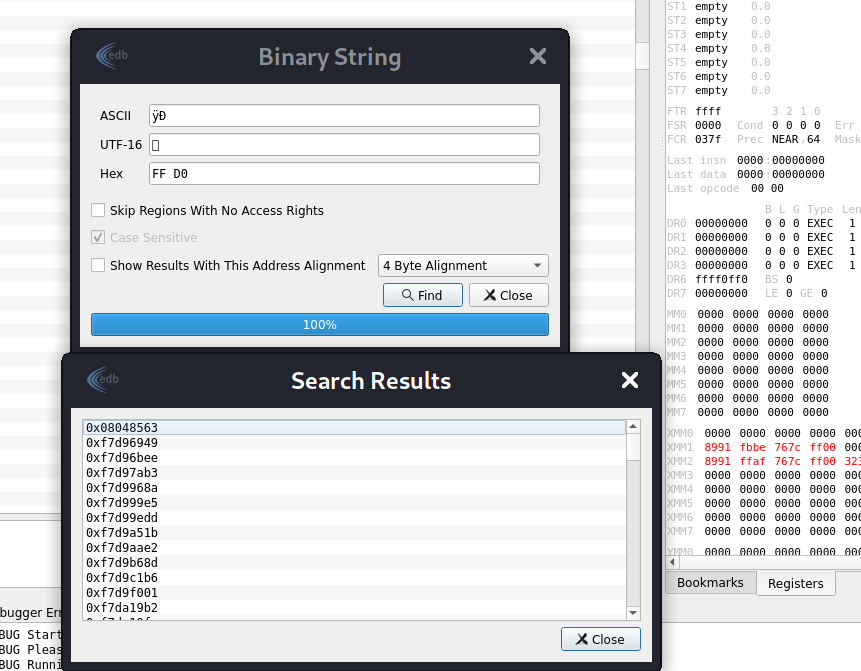 ST1 empty 0.0
ST2 empty 0.0
ST3 empty 0.0
ST4 empty 0.0
ST5 empty 0.0
ST6 empty 0.0
ST7 empty 0.0
FTR ffff 3 2 1 0
FSR 0000 Cond 0 0 0 0 Err
FCR 037f Prec NEAR,64 Mask
Last insn 0000:00000000
Last data 0000:00000000
Last opcode 00 00
B L G Type Len
DR0 00000000 0 0 0 EXEC 1
DR1 00000000 0 0 0 EXEC 1
DR2 00000000 0 0 0 EXEC 1
DR3 00000000 0 0 0 EXEC 1
DR6 ffff0ff0 BS 0
DR7 00000000 LE 0 GE 0
MM0 0000 0000 0000 0000
MM1 0000 0000 0000 0000
MM2 0000 0000 0000 0000
MM3 0000 0000 0000 0000
MM4 0000 0000 0000 0000
MM5 0000 0000 0000 0000
MM6 0000 0000 0000 0000
MM7 0000 0000 0000 0000
XMM0 0000 0000 0000 0000 000
XMM1 8991 fbbe 767c ff00 000
XMM2 8991 ffaf 767c ff00 323
XMM3 0000 0000 0000 0000 000
XMM4 0000 0000 0000 0000 000
XMM5 0000 0000 0000 0000 000
XMM6 0000 0000 0000 0000 000
XMM7 0000 0000 0000 0000 000
YMM0 0000 0000 0000 0000 000
Bookmarks Registers
edb Binary String
ASCII ÿÐ
UTF-16
Hex FF D0
Skip Regions With No Access Rights
Case Sensitive
Show Results With This Address Alignment 4 Byte Alignment
Find Close
100%
edb Search Results
0x08048563
0xf7d96949
0xf7d96bee
0xf7d97ab3
0xf7d9968a
0xf7d999e5
0xf7d99edd
0xf7d9a51b
0xf7d9aae2
0xf7d9b68d
0xf7d9c1b6
0xf7d9f001
0xf7da19b2
Close
bugger Err
BUG Start
BUG Pleas
BUG Runni